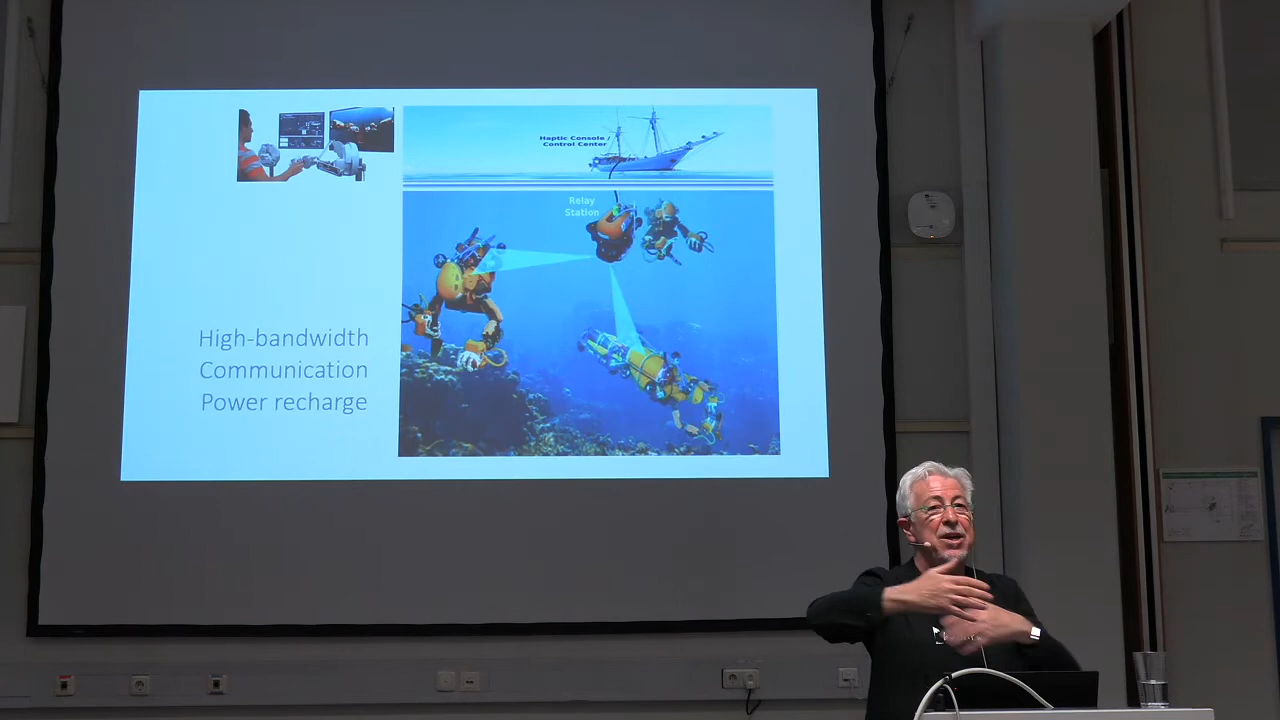 Haptic Console /
Control Center
Relay
Station
High-bandwidth
Communication
Power recharge